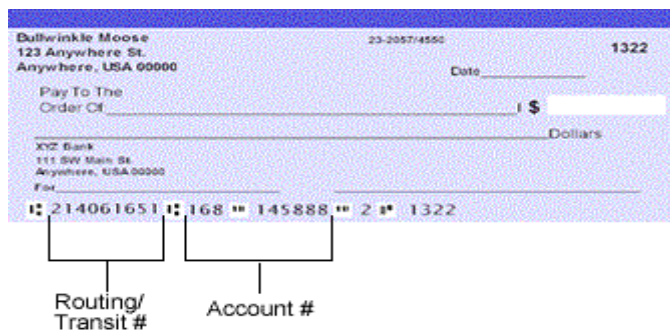 Bullwinkle Moose
123 Anywhere St.
Anywhere, USA 00000
23-2057/4550
1322
Date
Pay To The
Order Of
$
Dollars
XYZ Bank
111 SW Main St.
Anywhere, USA 00000
For
⑆ 214061651 ⑆ 168 ⑉ 145888 ⑉ 2 ⑈ 1322
Routing/
Transit #
Account #